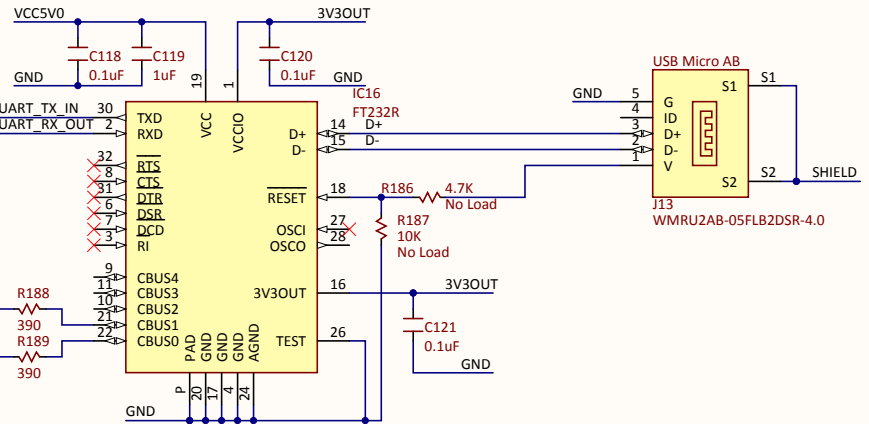 VCC5V0
3V3OUT
C118
0.1uF
C119
1uF
C120
0.1uF
GND
GND
19
1
IC16
FT232R
USB Micro AB
UART_TX_IN
30
UART_RX_OUT
2
TXD
RXD
VCC
VCCIO
D+
D-
14
D+
15
D-
GND
5
4
3
2
1
G
ID
D+
D-
V
S1
S2
S1
S2
SHIELD
J13
WMRU2AB-05FLB2DSR-4.0
32
8
31
6
7
3
RTS
CTS
DTR
DSR
DCD
RI
RESET
18
R186
4.7K
No Load
R187
10K
No Load
OSCI
27
OSCO
28
9
11
10
21
22
CBUS4
CBUS3
CBUS2
CBUS1
CBUS0
3V3OUT
16
3V3OUT
C121
0.1uF
GND
TEST
26
R188
390
R189
390
PAD
GND
GND
GND
AGND
P
20
17
4
24
GND